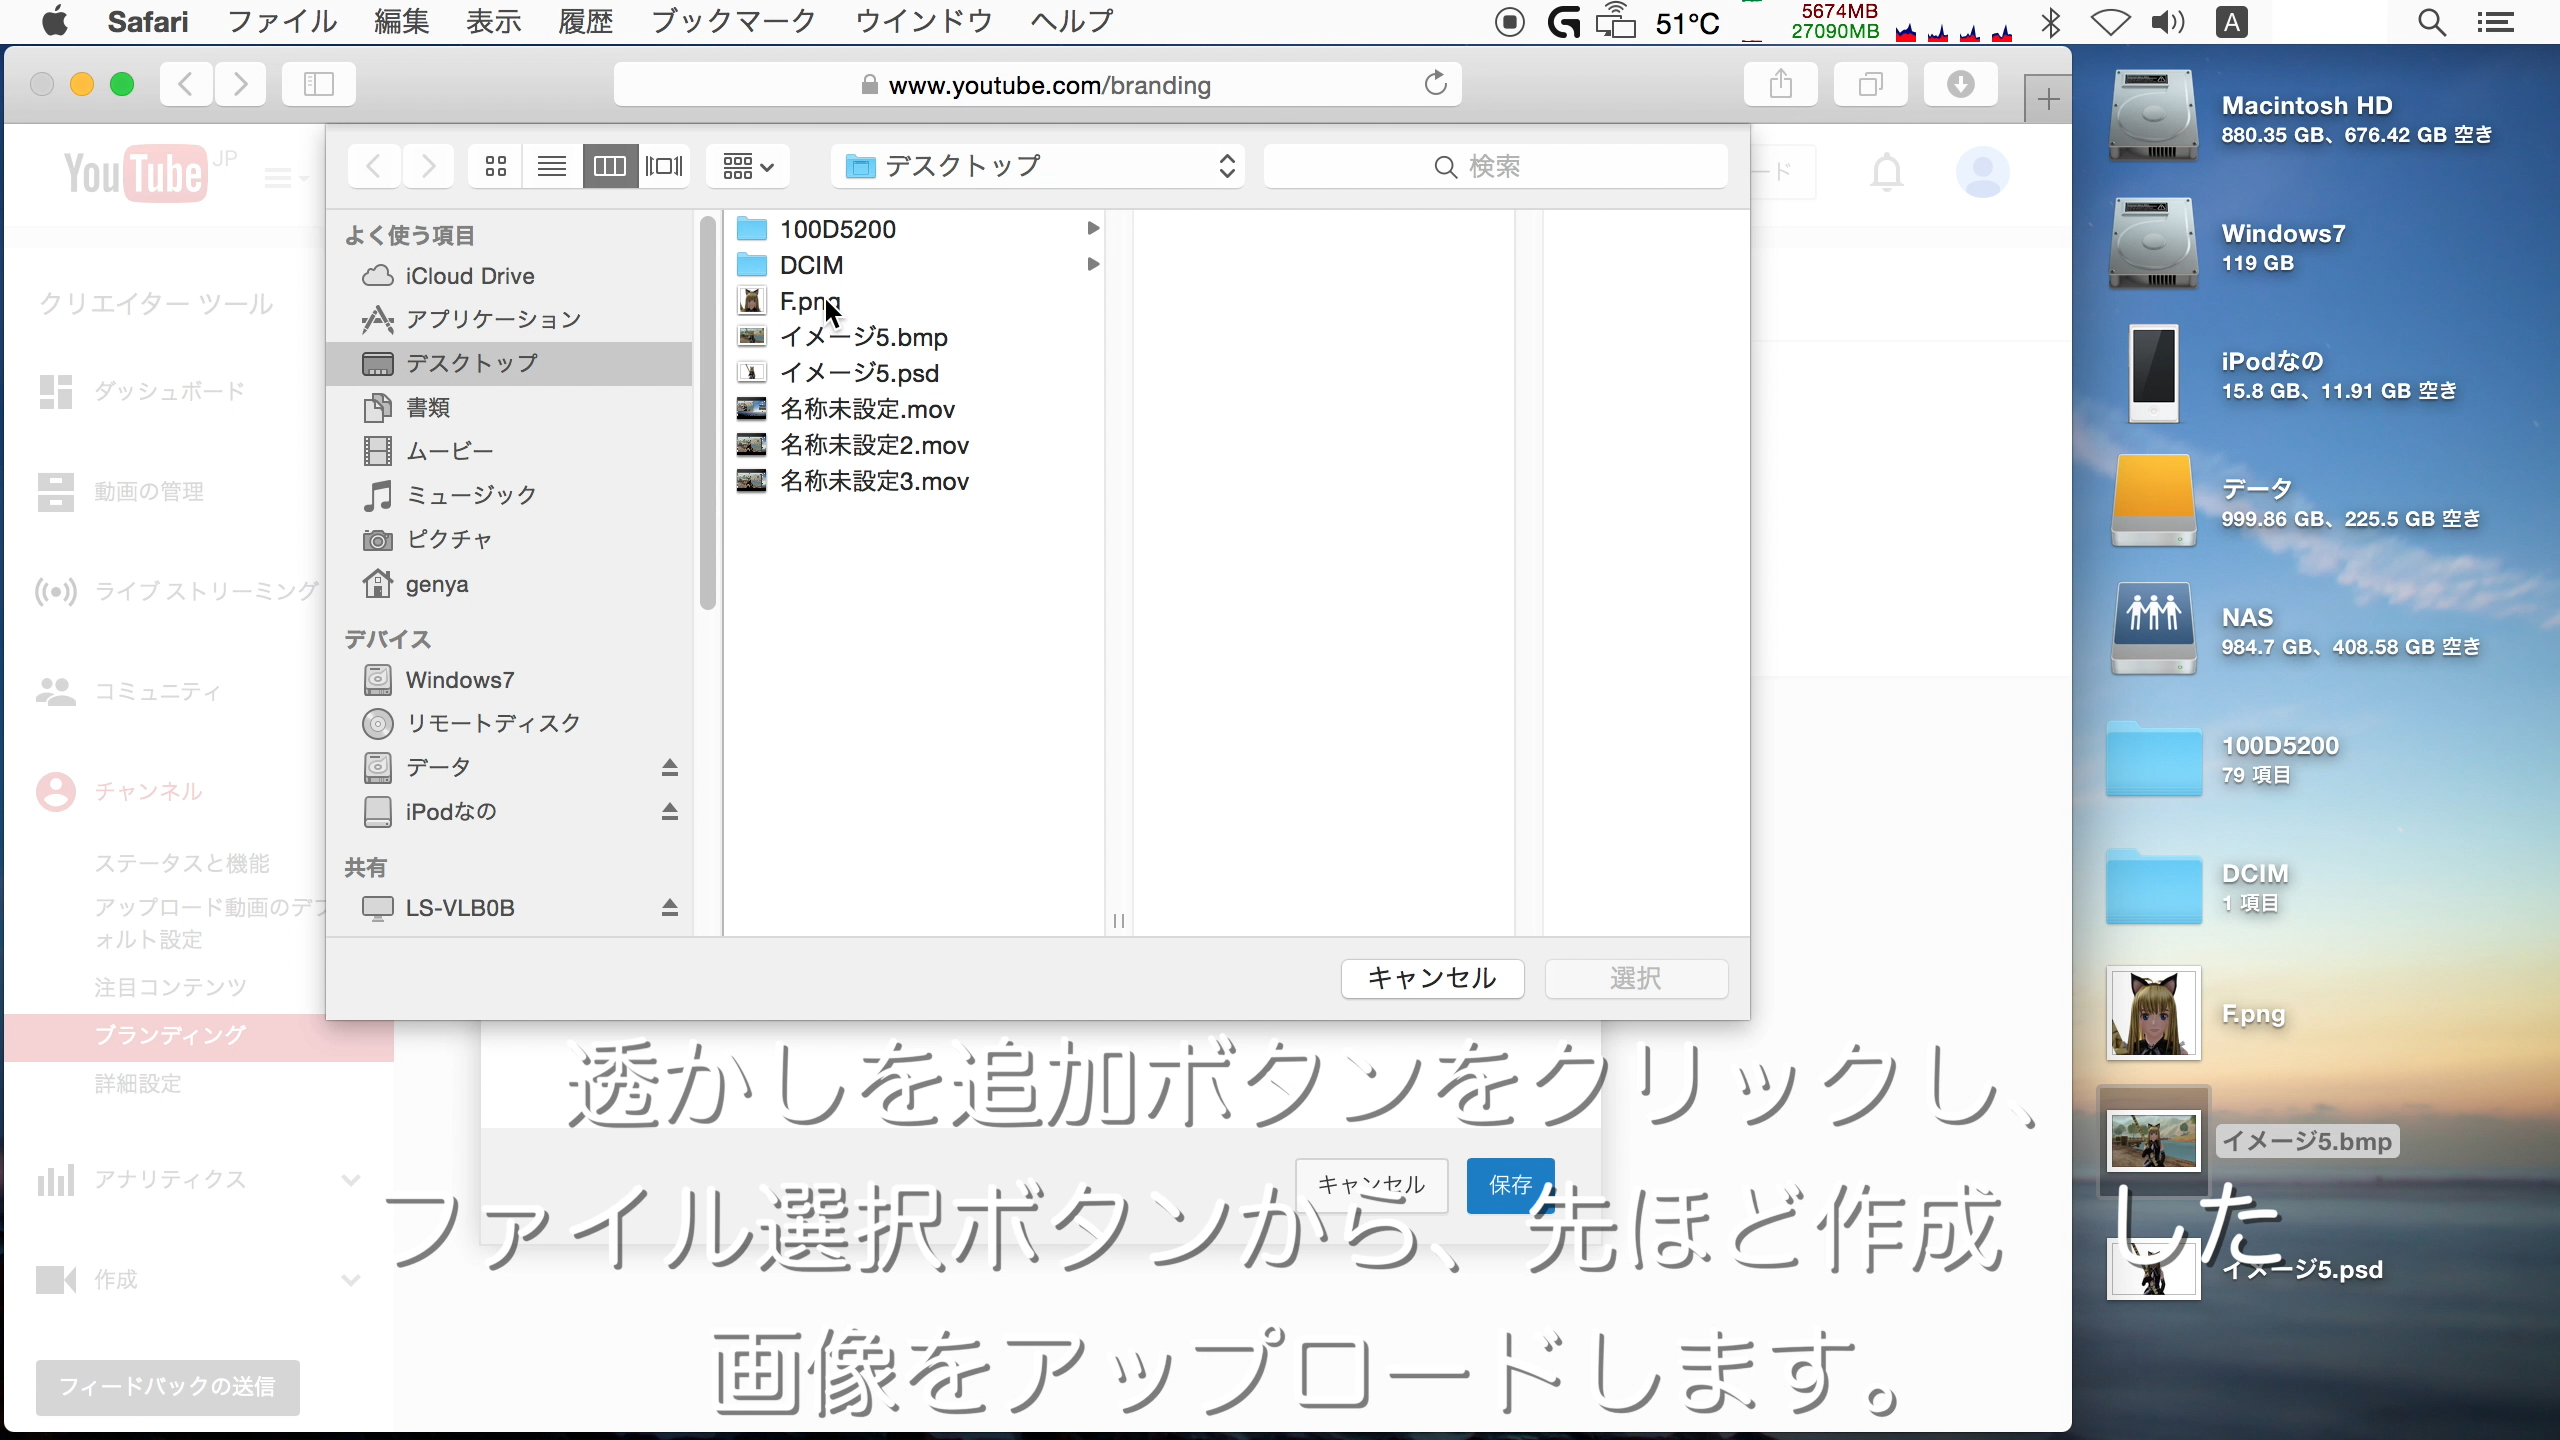 Safari ファイル 編集 表示 履歴 ブックマーク ウインドウ ヘルプ 51°C 5674MB 27090MB A
www.youtube.com/branding
YouTube JP
デスクトップ
検索
ード
よく使う項目
iCloud Drive
アプリケーション
デスクトップ
書類
ムービー
ミュージック
ピクチャ
genya
デバイス
Windows7
リモートディスク
データ
iPodなの
共有
LS-VLB0B
100D5200
DCIM
F.png
イメージ5.bmp
イメージ5.psd
名称未設定.mov
名称未設定2.mov
名称未設定3.mov
キャンセル 選択
クリエイター ツール
ダッシュボード
動画の管理
ライブ ストリーミング
コミュニティ
チャンネル
ステータスと機能
アップロード動画のデフ
ォルト設定
注目コンテンツ
ブランディング
詳細設定
アナリティクス
作成
フィードバックの送信
キャンセル 保存
透かしを追加ボタンをクリックし、
ファイル選択ボタンから、先ほど作成した
画像をアップロードします。
Macintosh HD
880.35 GB、676.42 GB 空き
Windows7
119 GB
iPodなの
15.8 GB、11.91 GB 空き
データ
999.86 GB、225.5 GB 空き
NAS
984.7 GB、408.58 GB 空き
100D5200
79 項目
DCIM
1 項目
F.png
イメージ5.bmp
イメージ5.psd